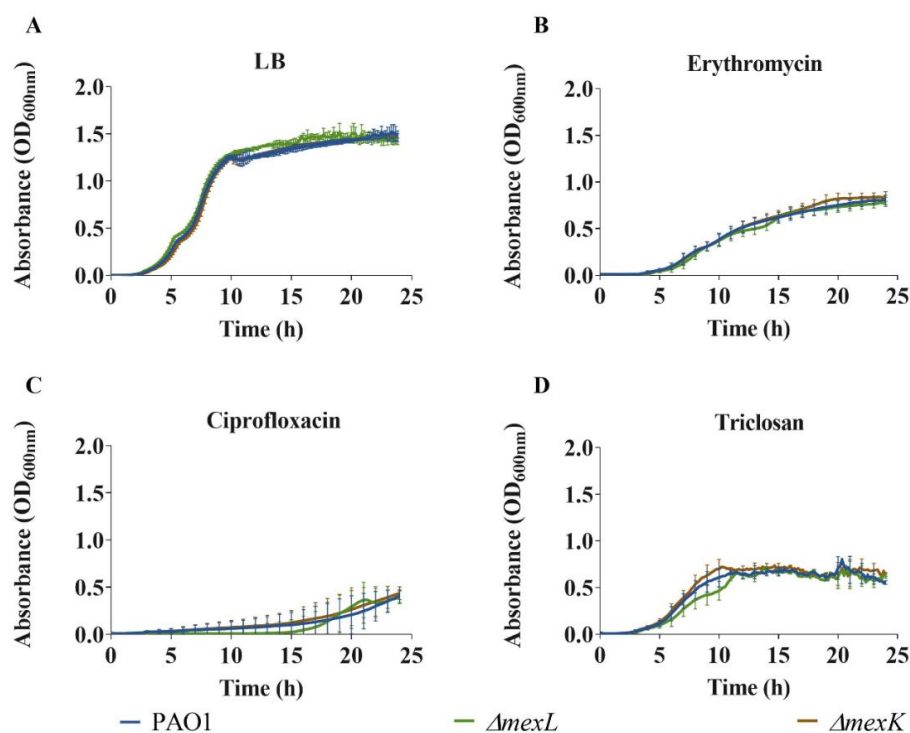 A
LB
Absorbance (OD600nm)
2.0
1.5
1.0
0.5
0.0
0 5 10 15 20 25
Time (h)
B
Erythromycin
Absorbance (OD600nm)
2.0
1.5
1.0
0.5
0.0
0 5 10 15 20 25
Time (h)
C
Ciprofloxacin
Absorbance (OD600nm)
2.0
1.5
1.0
0.5
0.0
0 5 10 15 20 25
Time (h)
D
Triclosan
Absorbance (OD600nm)
2.0
1.5
1.0
0.5
0.0
0 5 10 15 20 25
Time (h)
PAO1 ΔmexL ΔmexK